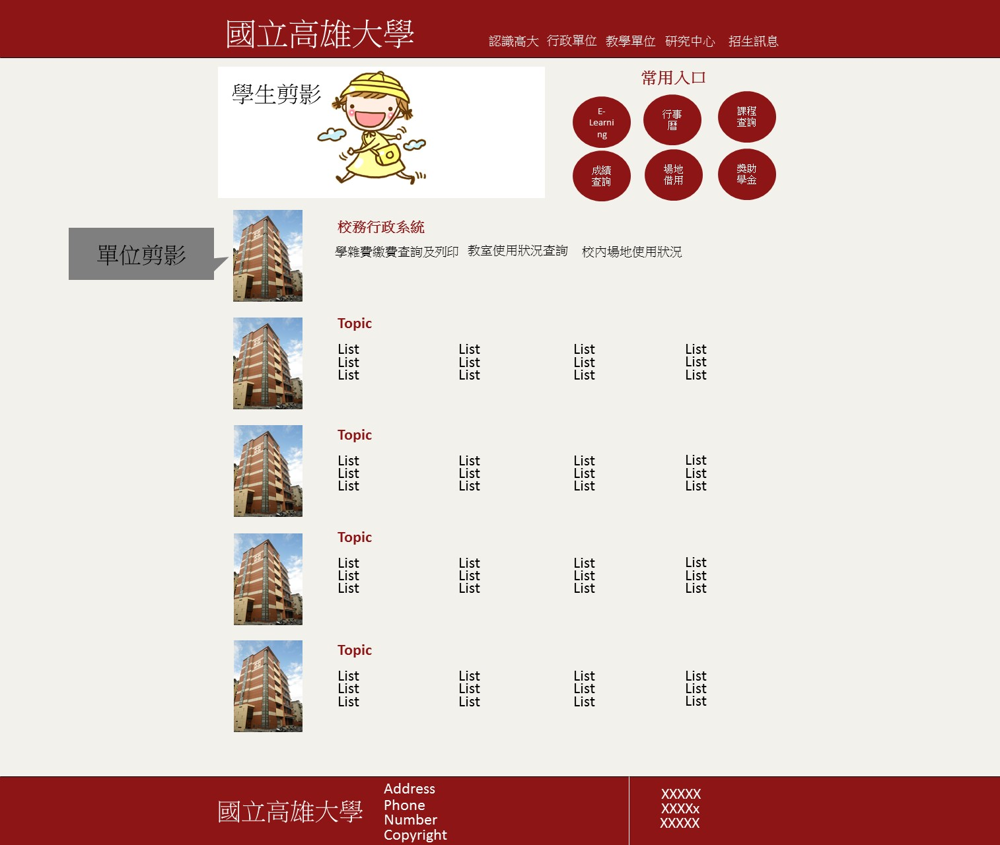 國立高雄大學
認識高大 行政單位 教學單位 研究中心 招生訊息
學生剪影
常用入口
E-
Learni
ng
行事
曆
課程
查詢
成績
查詢
場地
借用
獎助
學金
單位剪影
校務行政系統
學雜費繳費查詢及列印 教室使用狀況查詢 校內場地使用狀況
Topic
List List List List
List List List List
List List List List
Topic
List List List List
List List List List
List List List List
Topic
List List List List
List List List List
List List List List
Topic
List List List List
List List List List
List List List List
國立高雄大學
Address
Phone
Number
Copyright
XXXXX
XXXXx
XXXXX